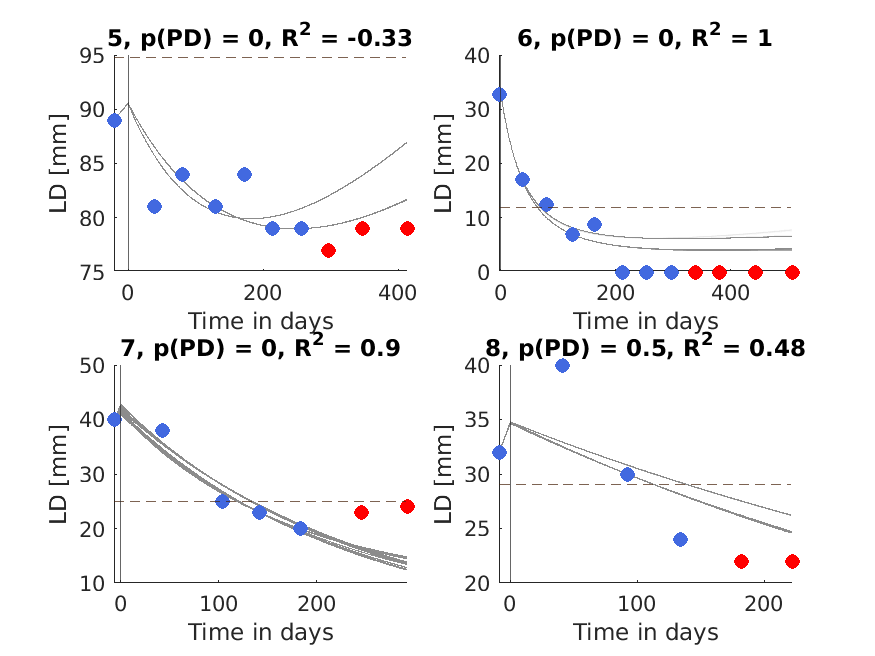 5, p(PD) = 0, R² = -0.33
95
90
85
80
75
LD [mm]
0
200
400
Time in days
6, p(PD) = 0, R² = 1
40
30
20
10
0
LD [mm]
0
200
400
Time in days
7, p(PD) = 0, R² = 0.9
50
40
30
20
10
LD [mm]
0
100
200
Time in days
8, p(PD) = 0.5, R² = 0.48
40
35
30
25
20
LD [mm]
0
100
200
Time in days